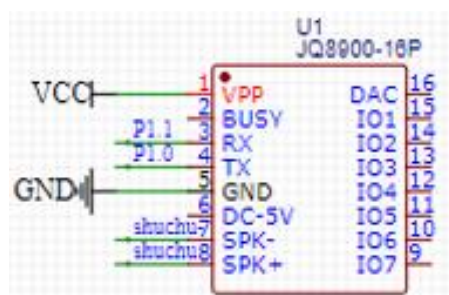 U1
JQ8900-16P
VCC 1 VPP DAC 16
2 BUSY IO1 15
P1.1 3 RX IO2 14
P1.0 4 TX IO3 13
GND 5 GND IO4 12
6 DC-5V IO5 11
shuchu- 7 SPK- IO6 10
shuchu 8 SPK+ IO7 9